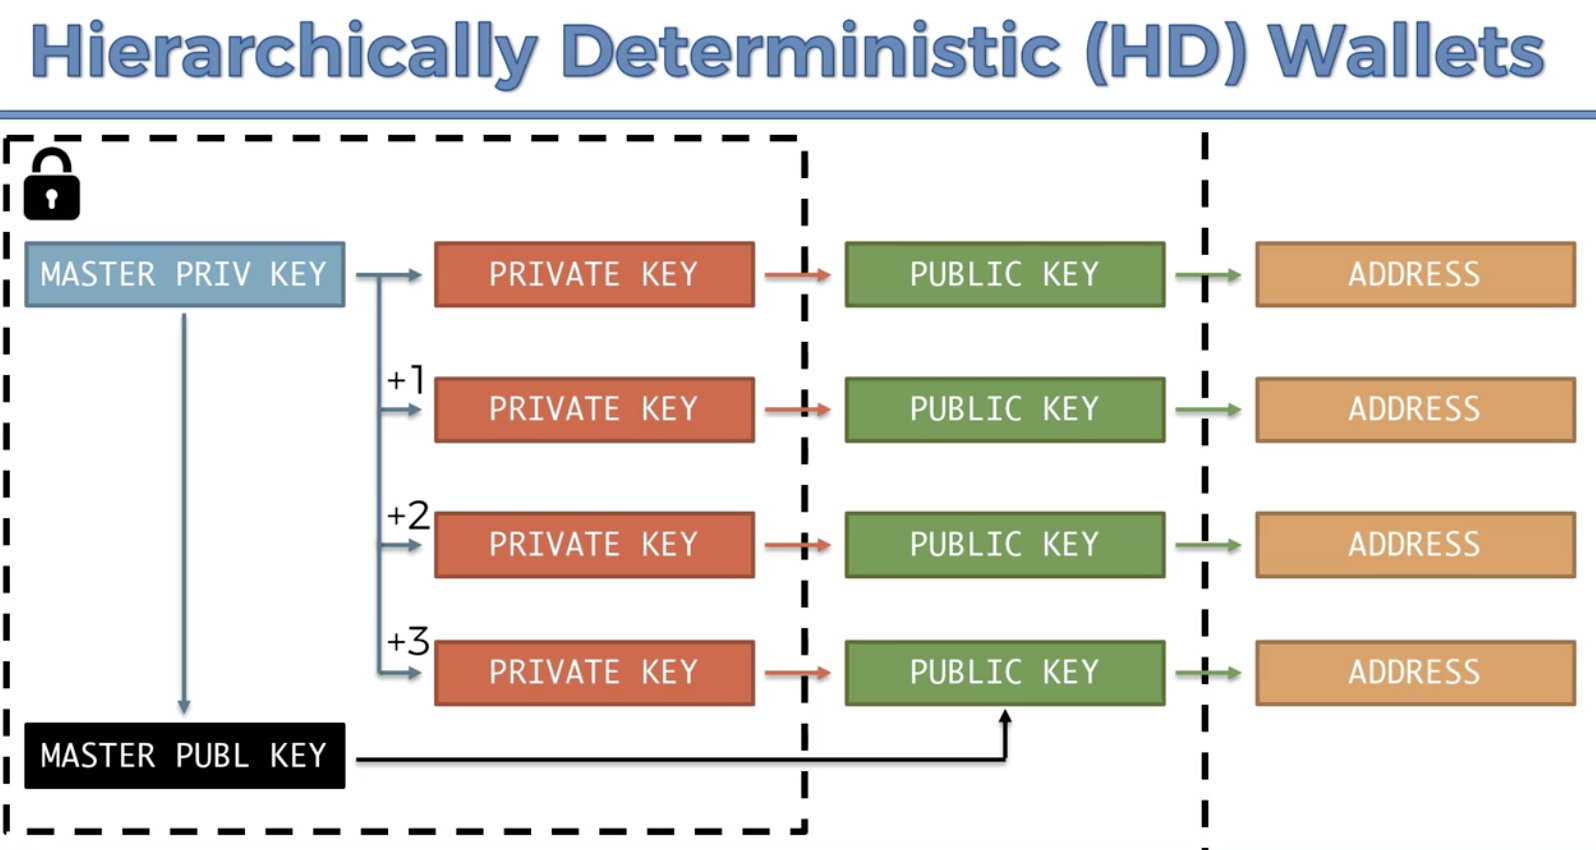 Hierarchically Deterministic (HD) Wallets
MASTER PRIV KEY
PRIVATE KEY
PUBLIC KEY
ADDRESS
+1
PRIVATE KEY
PUBLIC KEY
ADDRESS
+2
PRIVATE KEY
PUBLIC KEY
ADDRESS
+3
PRIVATE KEY
PUBLIC KEY
ADDRESS
MASTER PUBL KEY